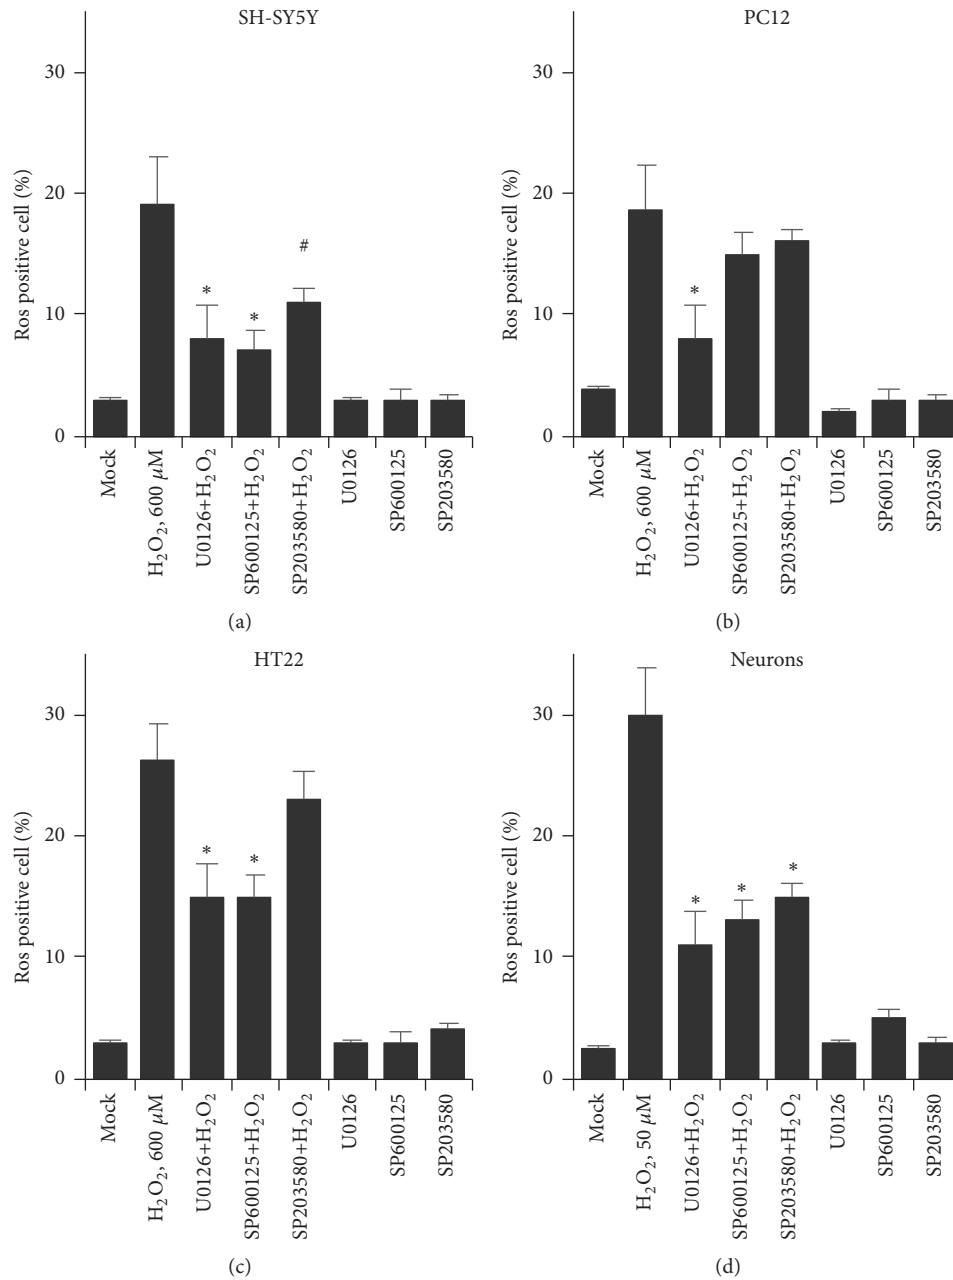 SH-SY5Y
Ros positive cell (%)
30
20
10
0
*
*
#
Mock
H₂O₂, 600 µM
U0126+H₂O₂
SP600125+H₂O₂
SP203580+H₂O₂
U0126
SP600125
SP203580
(a)
PC12
Ros positive cell (%)
30
20
10
0
*
Mock
H₂O₂, 600 µM
U0126+H₂O₂
SP600125+H₂O₂
SP203580+H₂O₂
U0126
SP600125
SP203580
(b)
HT22
Ros positive cell (%)
30
20
10
0
*
*
Mock
H₂O₂, 600 µM
U0126+H₂O₂
SP600125+H₂O₂
SP203580+H₂O₂
U0126
SP600125
SP203580
(c)
Neurons
Ros positive cell (%)
30
20
10
0
*
*
*
Mock
H₂O₂, 50 µM
U0126+H₂O₂
SP600125+H₂O₂
SP203580+H₂O₂
U0126
SP600125
SP203580
(d)